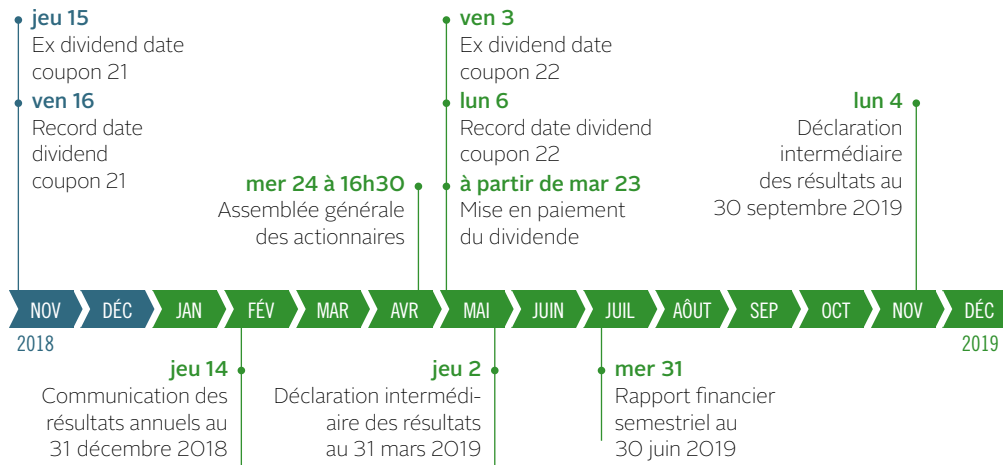 jeu 15
Ex dividend date
coupon 21
ven 16
Record date
dividend
coupon 21
mer 24 à 16h30
Assemblée générale
des actionnaires
ven 3
Ex dividend date
coupon 22
lun 6
Record date dividend
coupon 22
à partir de mar 23
Mise en paiement
du dividende
lun 4
Déclaration
intermédiaire
des résultats au
30 septembre 2019
NOV DÉC JAN FÉV MAR AVR MAI JUIN JUIL AÔUT SEP OCT NOV DÉC
2018 2019
jeu 14
Communication des
résultats annuels au
31 décembre 2018
jeu 2
Déclaration intermédi-
aire des résultats
au 31 mars 2019
mer 31
Rapport financier
semestriel au
30 juin 2019